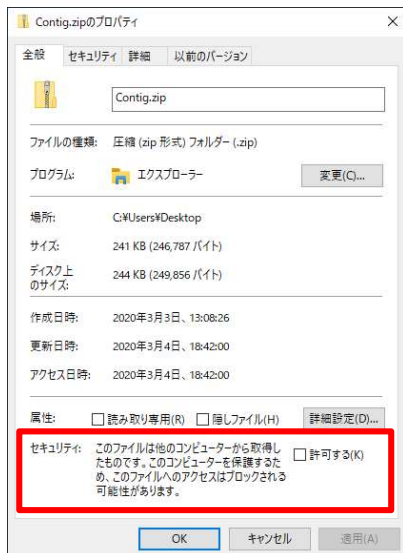 Contig.zipのプロパティ
全般 セキュリティ 詳細 以前のバージョン
Contig.zip
ファイルの種類: 圧縮 (zip 形式) フォルダー (.zip)
プログラム: エクスプローラー 変更(C)...
場所: C:¥Users¥Desktop
サイズ: 241 KB (246,787 バイト)
ディスク上
のサイズ: 244 KB (249,856 バイト)
作成日時: 2020年3月3日、13:08:26
更新日時: 2020年3月4日、18:42:00
アクセス日時: 2020年3月4日、18:42:00
属性: 読み取り専用(R) 隠しファイル(H) 詳細設定(D)...
セキュリティ: このファイルは他のコンピューターから取得し
たものです。このコンピューターを保護するた
め、このファイルへのアクセスはブロックされる
可能性があります。
許可する(K)
OK キャンセル 適用(A)